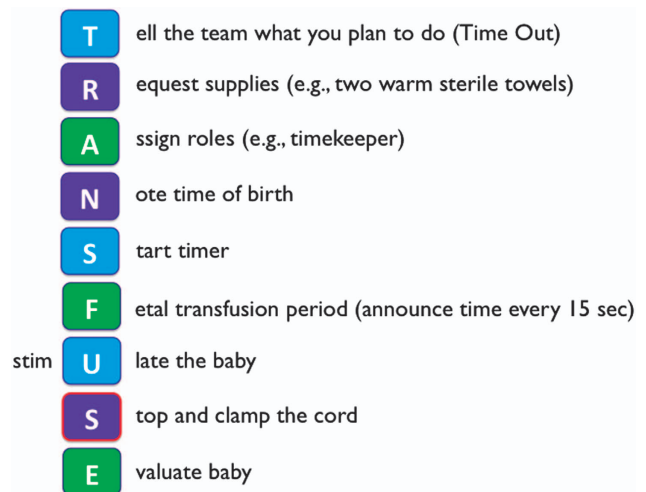 T ell the team what you plan to do (Time Out)
R equest supplies (e.g., two warm sterile towels)
A ssign roles (e.g., timekeeper)
N ote time of birth
S tart timer
F etal transfusion period (announce time every 15 sec)
stim U late the baby
S top and clamp the cord
E valuate baby